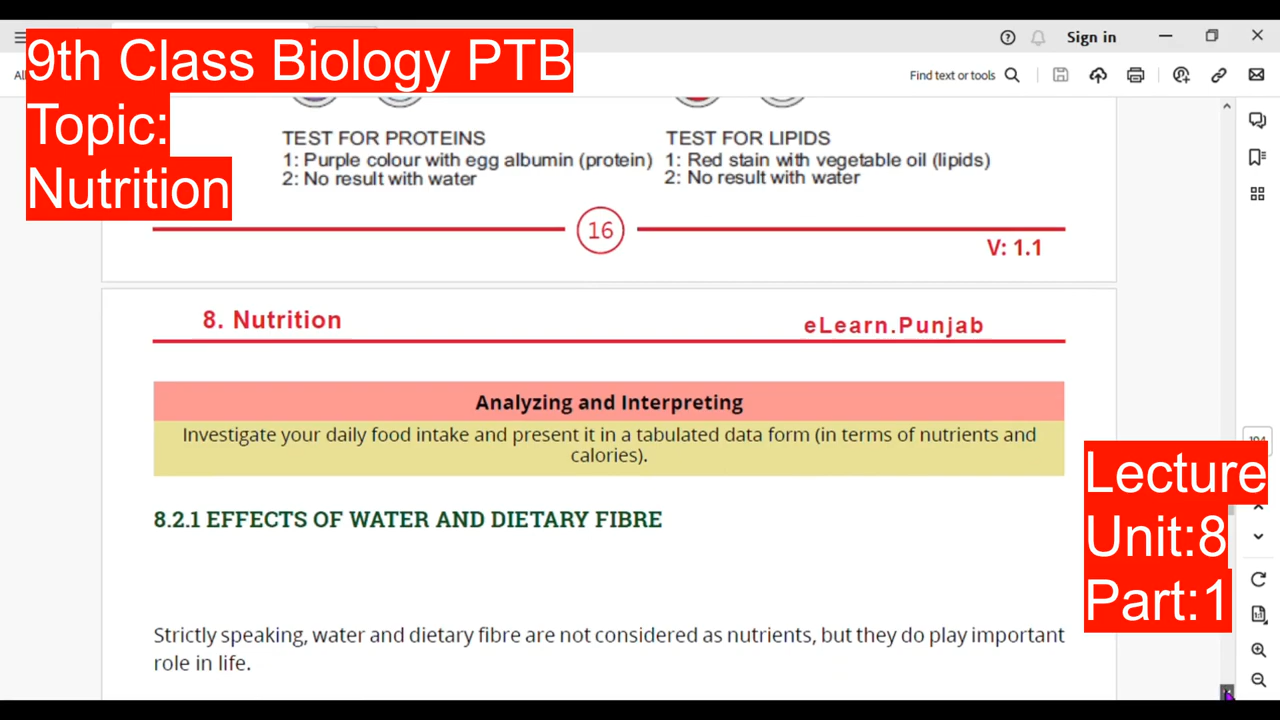 9th Class Biology PTB
Topic:
Nutrition
Sign in
Find text or tools
TEST FOR PROTEINS
1: Purple colour with egg albumin (protein)
2: No result with water
TEST FOR LIPIDS
1: Red stain with vegetable oil (lipids)
2: No result with water
16
V: 1.1
8. Nutrition
eLearn.Punjab
Analyzing and Interpreting
Investigate your daily food intake and present it in a tabulated data form (in terms of nutrients and
calories).
8.2.1 EFFECTS OF WATER AND DIETARY FIBRE
Strictly speaking, water and dietary fibre are not considered as nutrients, but they do play important
role in life.
Lecture
Unit:8
Part:1